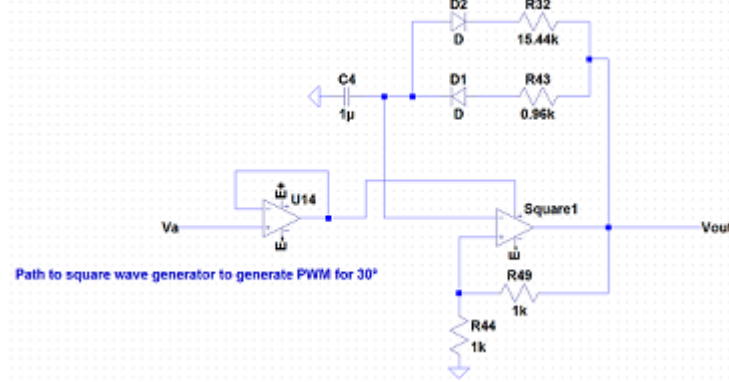 D2
R32
D
15.44k
C4
D1
R43
1µ
D
0.96k
E+
U14
Square1
Va
E-
E-
Vout
Path to square wave generator to generate PWM for 30º
R49
1k
R44
1k